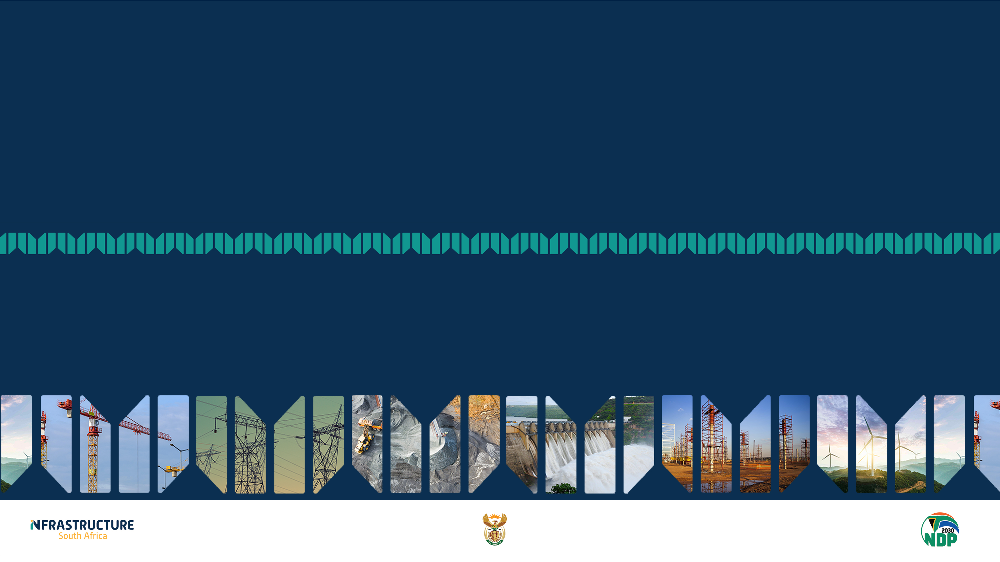 iNFRASTRUCTURE
South Africa
2030
NDP